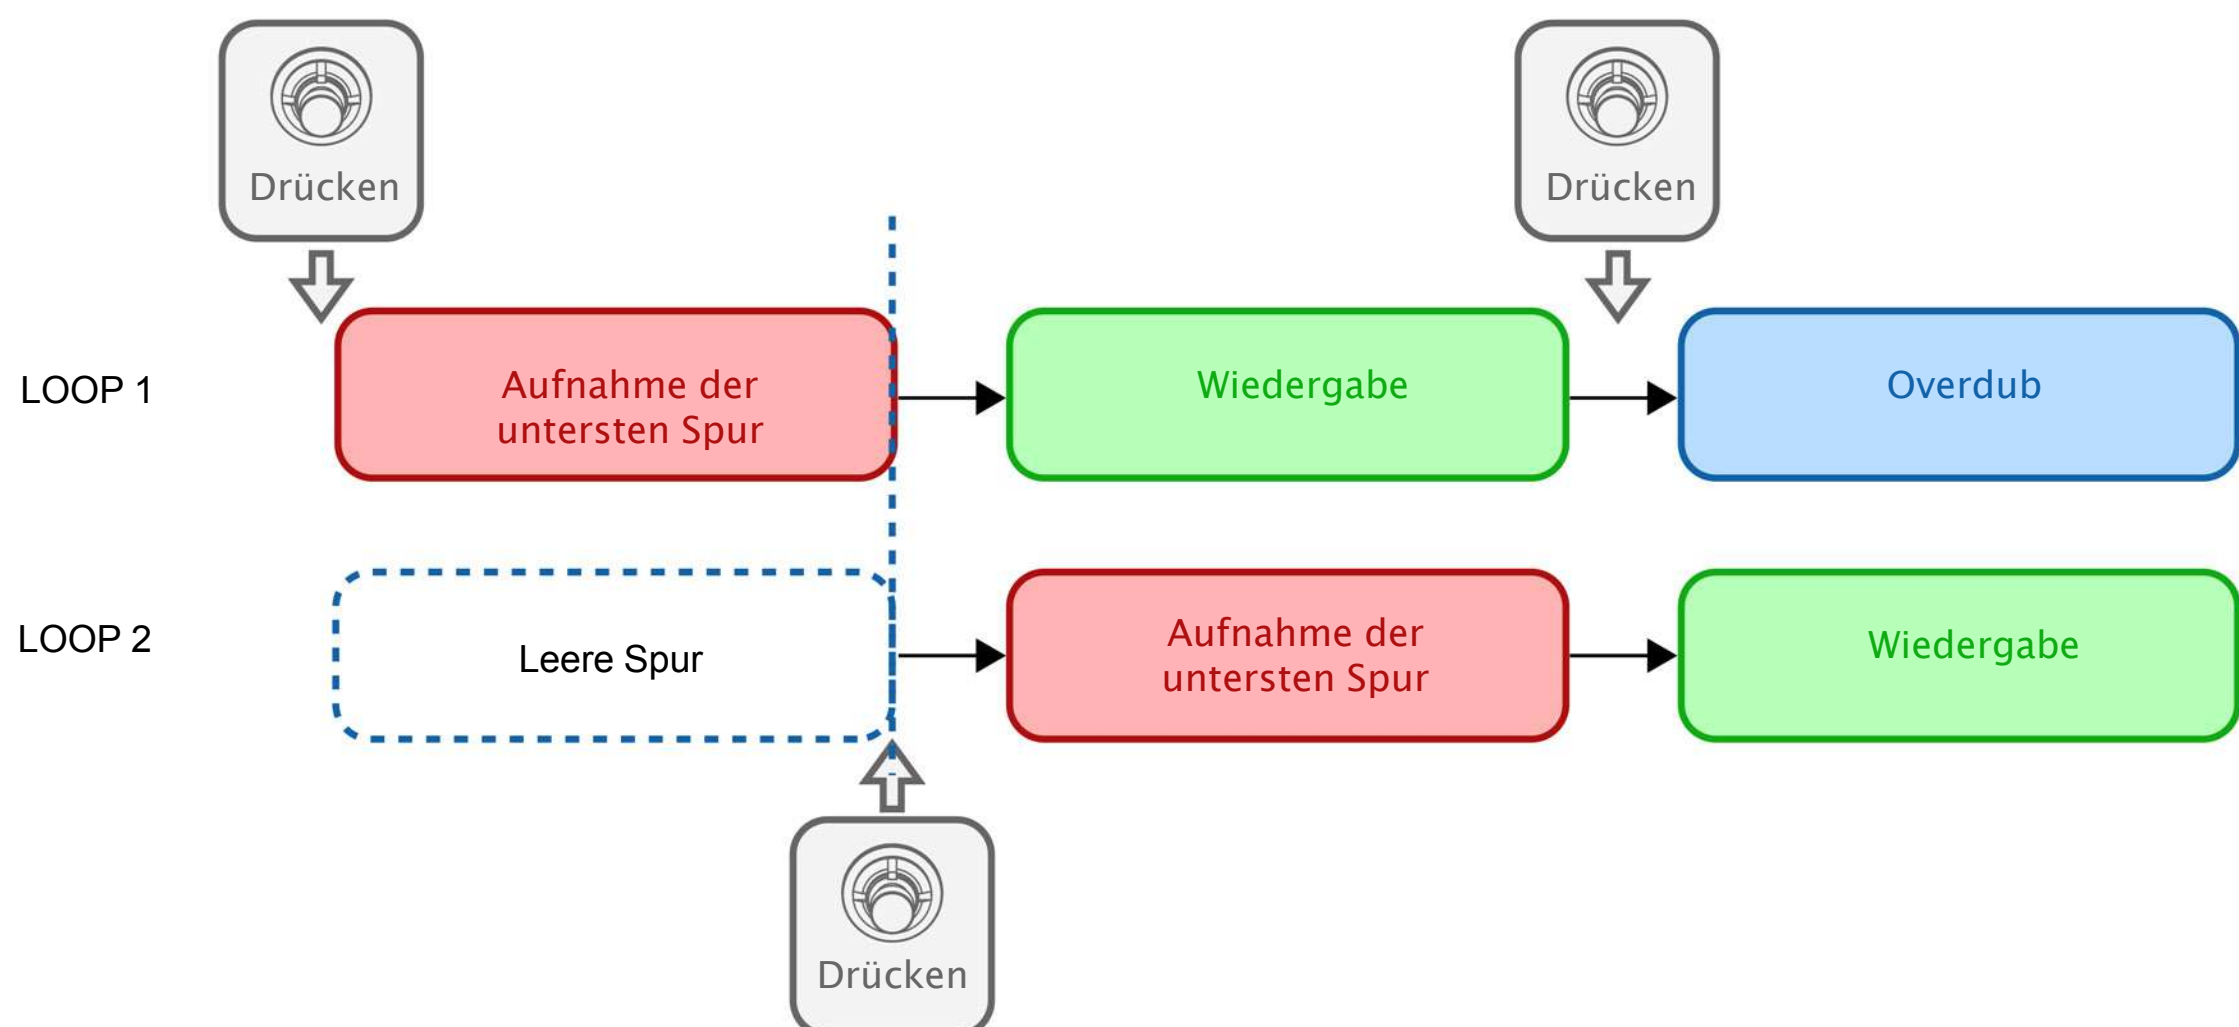 Drücken
Drücken
LOOP 1
Aufnahme der
untersten Spur
Wiedergabe
Overdub
LOOP 2
Leere Spur
Aufnahme der
untersten Spur
Wiedergabe
Drücken